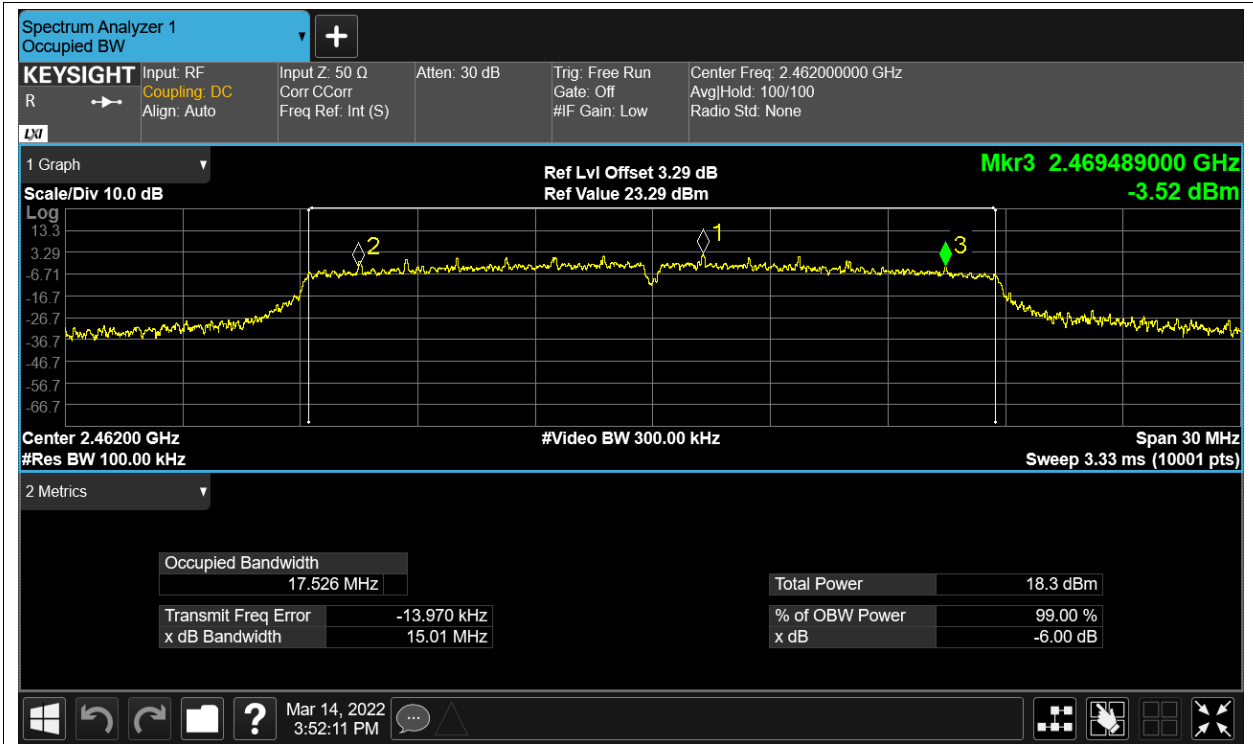 Spectrum Analyzer 1
Occupied BW
KEYSIGHT
R
LXI
Input: RF
Coupling: DC
Align: Auto
Input Z: 50 Ω
Corr CCorr
Freq Ref: Int (S)
Atten: 30 dB
Trig: Free Run
Gate: Off
#IF Gain: Low
Center Freq: 2.462000000 GHz
Avg|Hold: 100/100
Radio Std: None
1 Graph
Scale/Div 10.0 dB
Ref Lvl Offset 3.29 dB
Ref Value 23.29 dBm
Mkr3 2.469489000 GHz
-3.52 dBm
Log
13.3
3.29
-6.71
-16.7
-26.7
-36.7
-46.7
-56.7
-66.7
2
1
3
Center 2.46200 GHz
#Res BW 100.00 kHz
#Video BW 300.00 kHz
Span 30 MHz
Sweep 3.33 ms (10001 pts)
2 Metrics
Occupied Bandwidth
17.526 MHz
Transmit Freq Error -13.970 kHz
x dB Bandwidth 15.01 MHz
Total Power 18.3 dBm
% of OBW Power 99.00 %
x dB -6.00 dB
?
Mar 14, 2022
3:52:11 PM